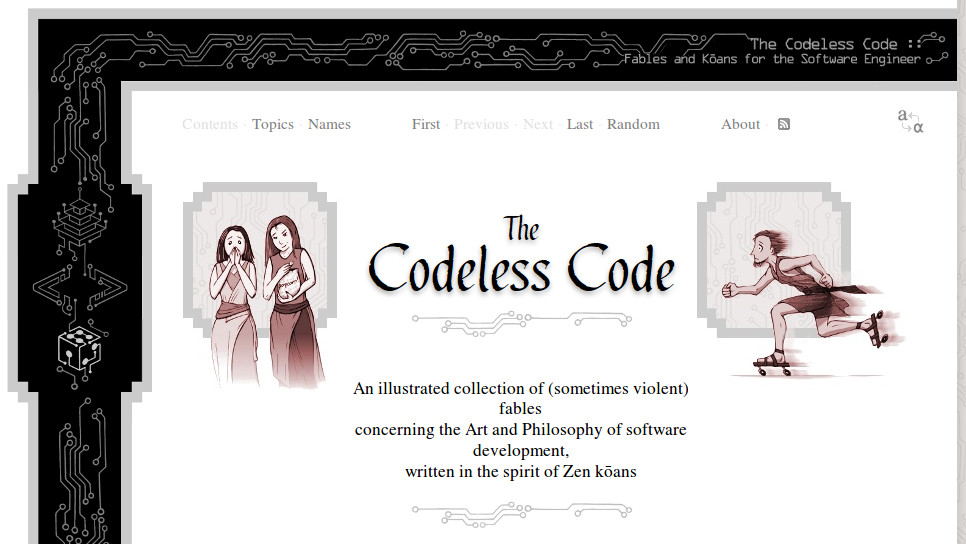 The Codeless Code ::
Fables and Kōans for the Software Engineer
Contents · Topics · Names
First · Previous · Next · Last · Random
About ·
a
α
The
Codeless Code
An illustrated collection of (sometimes violent)
fables
concerning the Art and Philosophy of software
development,
written in the spirit of Zen kōans